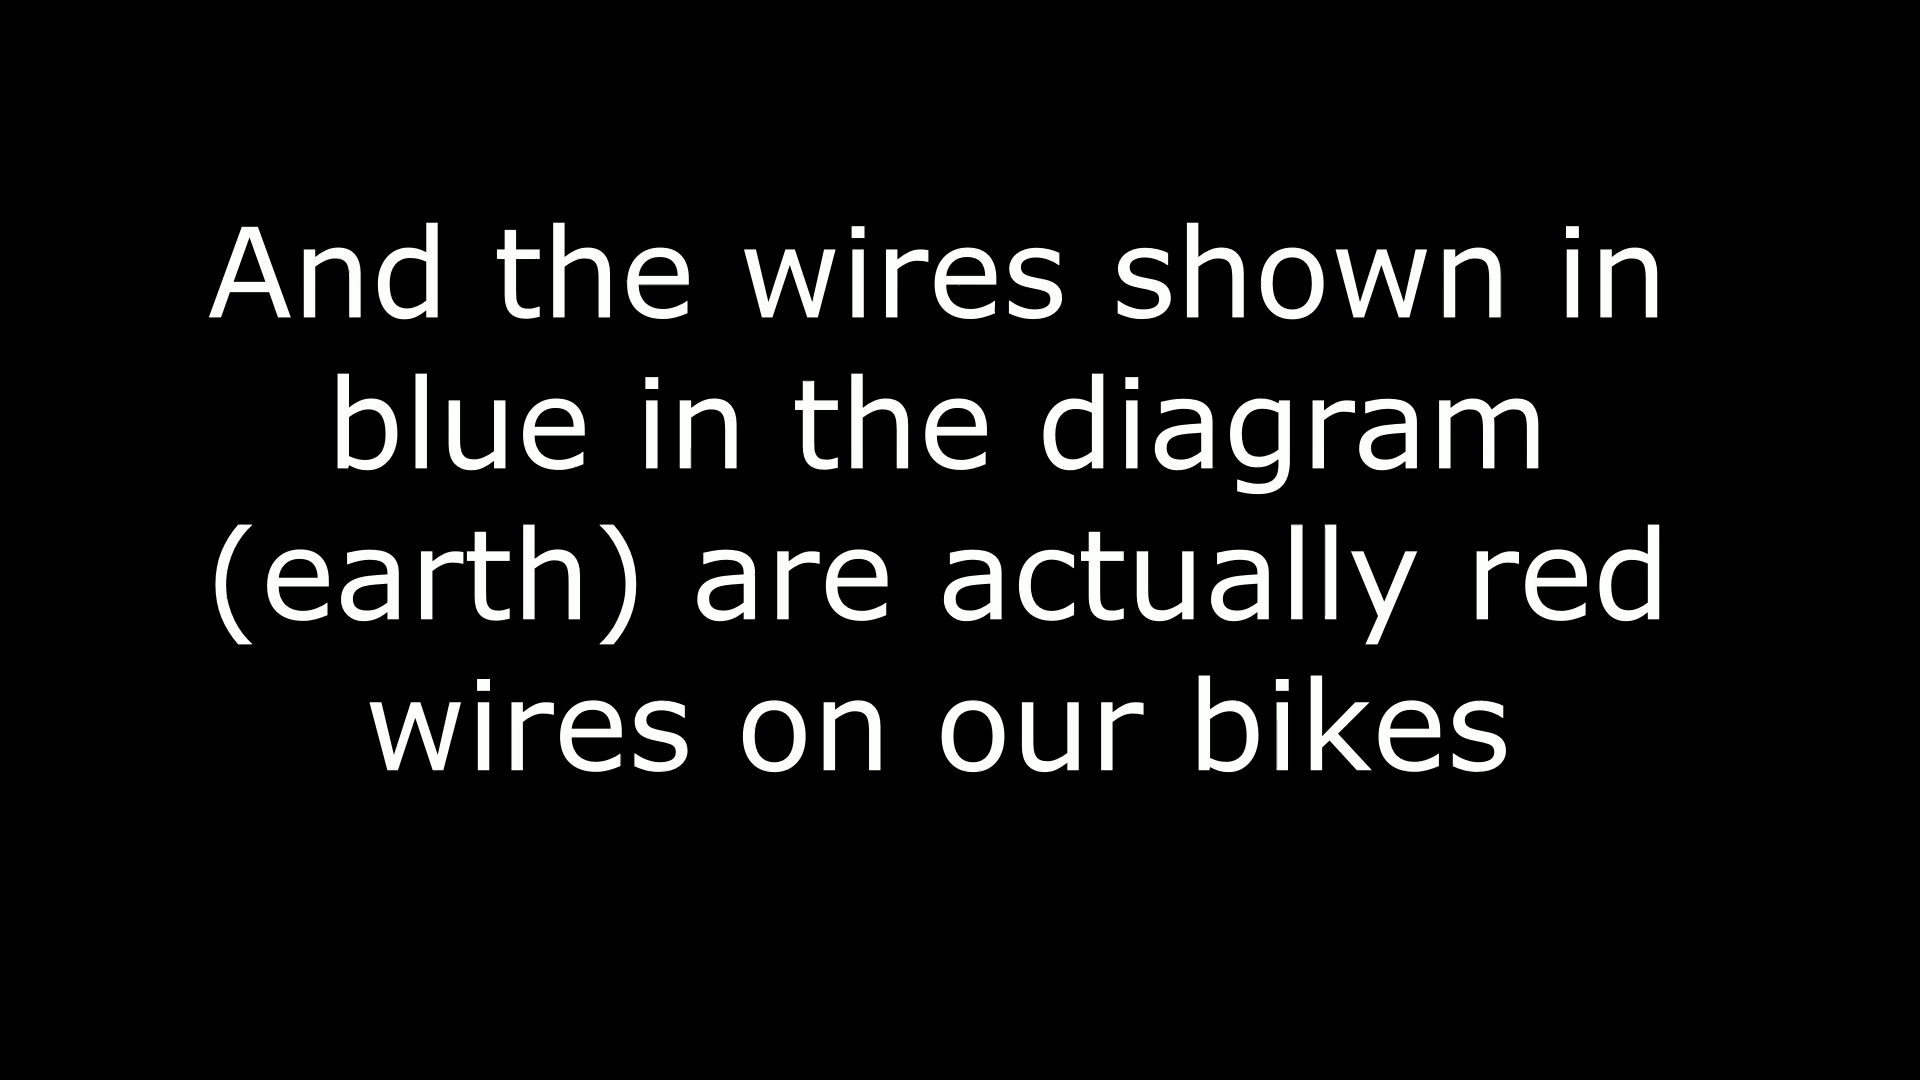 And the wires shown in
blue in the diagram
(earth) are actually red
wires on our bikes